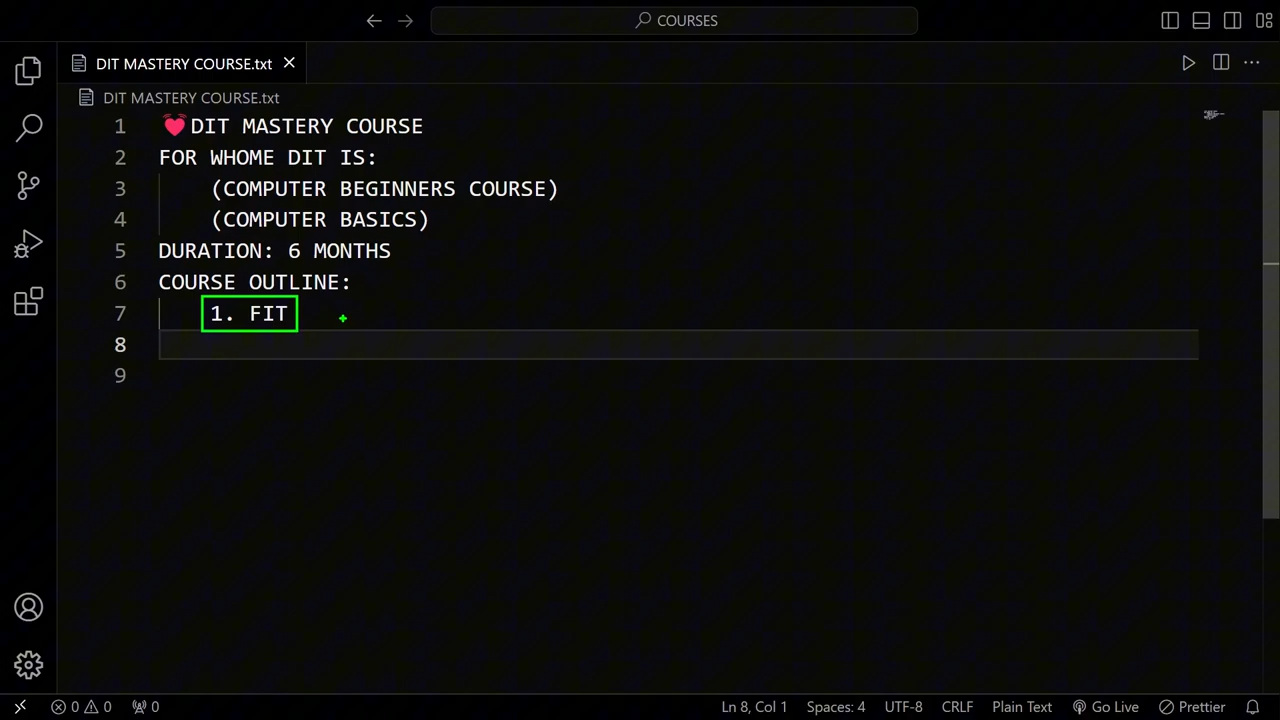 COURSES
DIT MASTERY COURSE.txt
DIT MASTERY COURSE.txt
1 💓DIT MASTERY COURSE
2 FOR WHOME DIT IS:
3 (COMPUTER BEGINNERS COURSE)
4 (COMPUTER BASICS)
5 DURATION: 6 MONTHS
6 COURSE OUTLINE:
7 1. FIT
8
9
0 0 0 Ln 8, Col 1 Spaces: 4 UTF-8 CRLF Plain Text Go Live Prettier